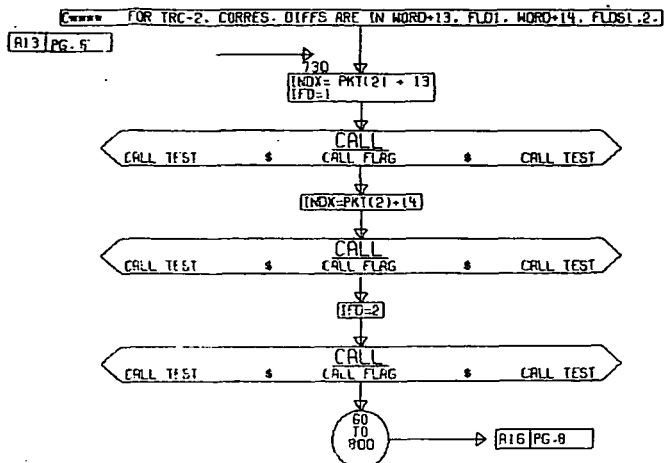 C**** FOR TRC-2. CORRES. DIFFS ARE IN WORD+13. FLD1. WORD+14. FLDS1.2.
A13 PG. 5
730
INDX= PKT(2) + 13
IFD=1
CALL
CALL TEST $ CALL FLAG $ CALL TEST
INDX=PKT(2)+14
CALL
CALL TEST $ CALL FLAG $ CALL TEST
IFD=2
CALL
CALL TEST $ CALL FLAG $ CALL TEST
GO
TO
800
A16 PG.8